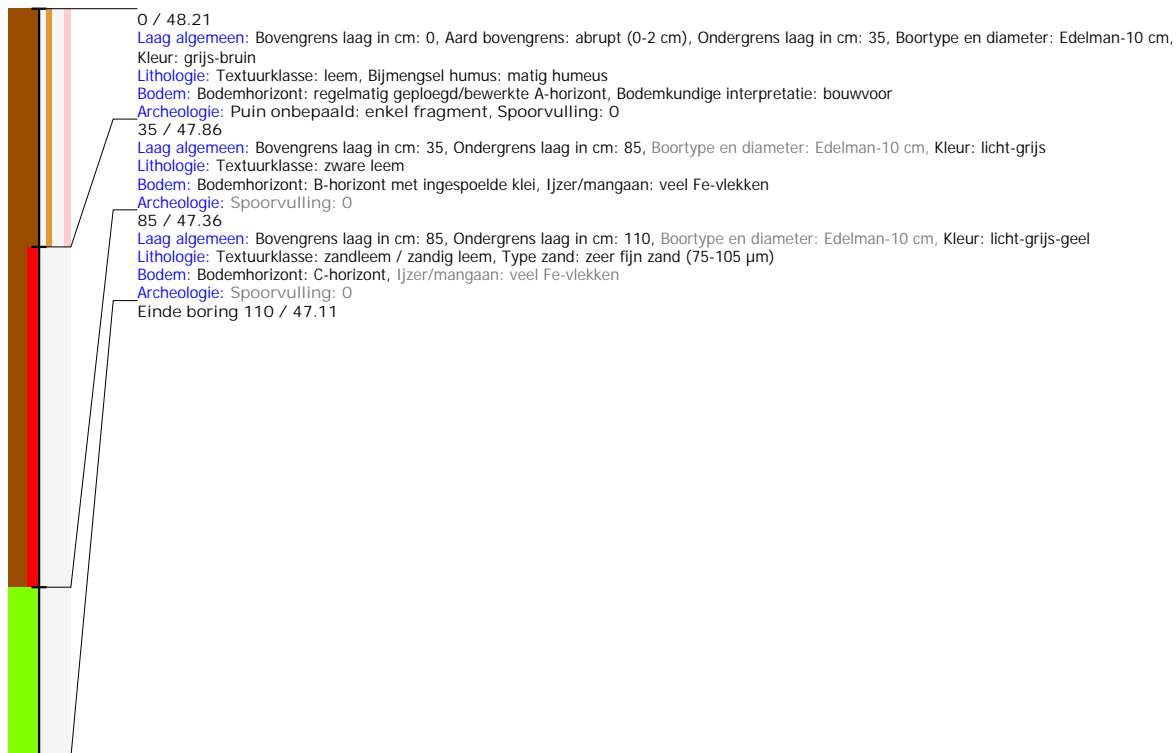 0 / 48.21
Laag algemeen: Bovengrens laag in cm: 0, Aard bovengrens: abrupt (0-2 cm), Ondergrens laag in cm: 35, Boortype en diameter: Edelman-10 cm,
Kleur: grijs-bruin
Lithologie: Textuurklasse: leem, Bijmengsel humus: matig humeus
Bodem: Bodemhorizont: regelmatig geploegd/bewerkte A-horizont, Bodemkundige interpretatie: bouwvoor
Archeologie: Puin onbepaald: enkel fragment, Spoorvulling: 0
35 / 47.86
Laag algemeen: Bovengrens laag in cm: 35, Ondergrens laag in cm: 85, Boortype en diameter: Edelman-10 cm, Kleur: licht-grijs
Lithologie: Textuurklasse: zware leem
Bodem: Bodemhorizont: B-horizont met ingespoelde klei, Ijzer/mangaan: veel Fe-vlekken
Archeologie: Spoorvulling: 0
85 / 47.36
Laag algemeen: Bovengrens laag in cm: 85, Ondergrens laag in cm: 110, Boortype en diameter: Edelman-10 cm, Kleur: licht-grijs-geel
Lithologie: Textuurklasse: zandleem / zandig leem, Type zand: zeer fijn zand (75-105 µm)
Bodem: Bodemhorizont: C-horizont, Ijzer/mangaan: veel Fe-vlekken
Archeologie: Spoorvulling: 0
Einde boring 110 / 47.11